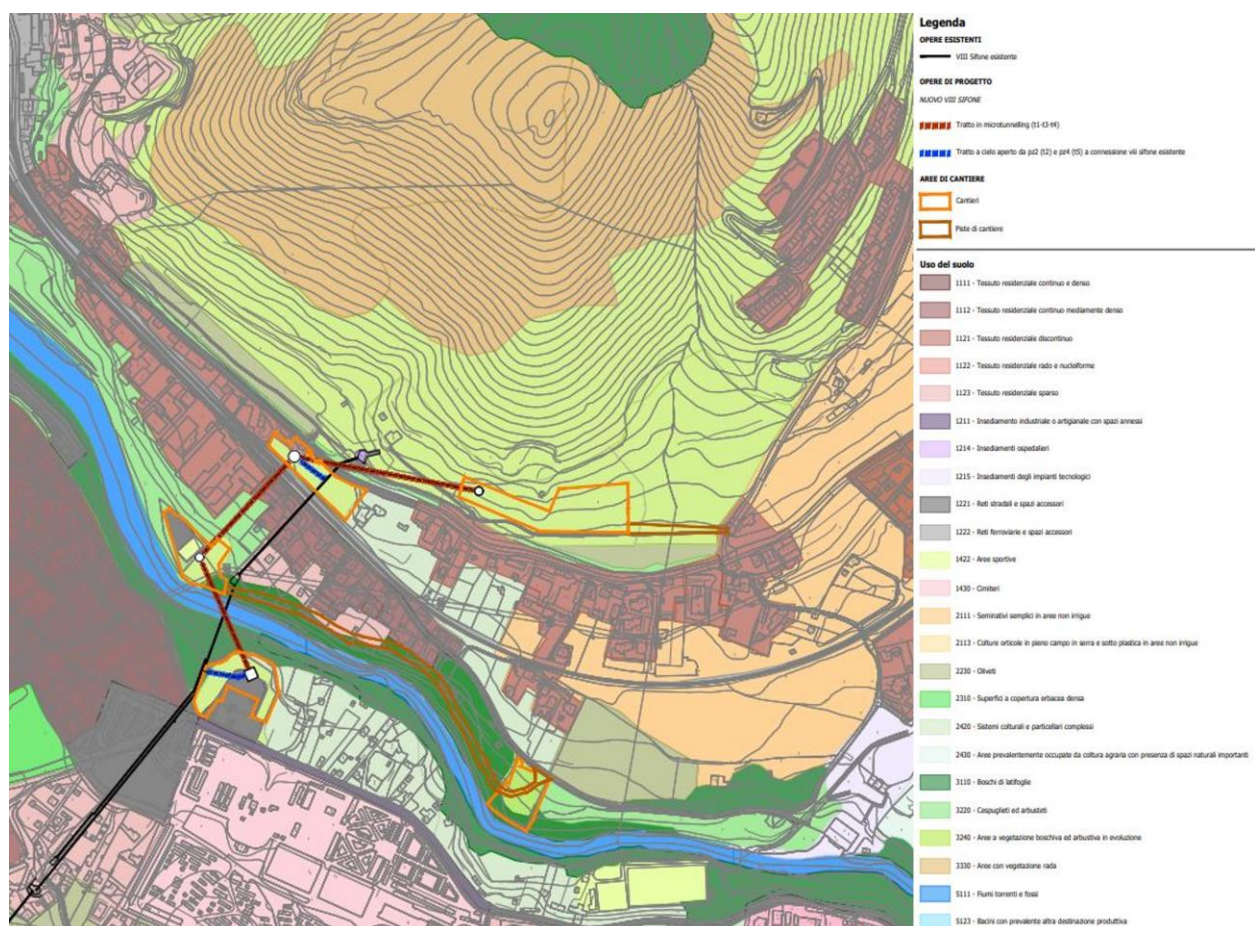 Legenda
OPERE ESISTENTI
VIII Sifone esistente
OPERE DI PROGETTO
NUOVO VIII SIFONE
Tratto in microtunnelling (t1-t3-t4)
Tratto a cielo aperto da pz2 (t2) e pz4 (t5) a connessione viii sifone esistente
AREE DI CANTIERE
Cantieri
Piste di cantiere
Uso del suolo
1111 - Tessuto residenziale continuo e denso
1112 - Tessuto residenziale continuo mediamente denso
1121 - Tessuto residenziale discontinuo
1122 - Tessuto residenziale rado e nucleiforme
1123 - Tessuto residenziale sparso
1211 - Insediamento industriale o artigianale con spazi annessi
1214 - Insediamenti ospedalieri
1215 - Insediamenti degli impianti tecnologici
1221 - Reti stradali e spazi accessori
1222 - Reti ferroviarie e spazi accessori
1422 - Aree sportive
1430 - Cimiteri
2111 - Seminativi semplici in aree non irrigue
2113 - Colture orticole in pieno campo in serra e sotto plastica in aree non irrigue
2230 - Oliveti
2310 - Superfici a copertura erbacea densa
2420 - Sistemi colturali e particellari complessi
2430 - Aree prevalentemente occupate da coltura agraria con presenza di spazi naturali importanti
3110 - Boschi di latifoglie
3220 - Cespuglieti ed arbusteti
3240 - Aree a vegetazione boschiva ed arbustiva in evoluzione
3330 - Aree con vegetazione rada
5111 - Fiumi torrenti e fossi
5123 - Bacini con prevalente altra destinazione produttiva